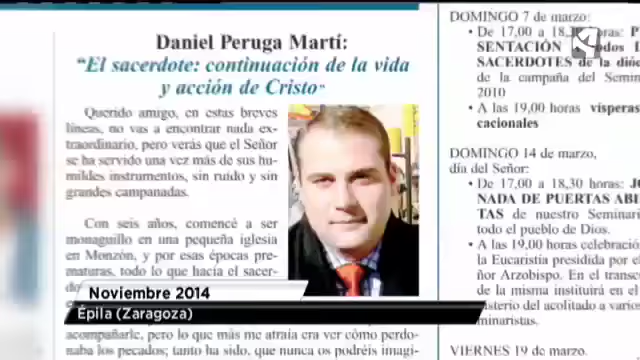 Daniel Peruga Martí:
“El sacerdote: continuación de la vida
y acción de Cristo”
Querido amigo, en estas breves
líneas, no vas a encontrar nada ex-
traordinario, pero verás que el Señor
se ha servido una vez más de sus hu-
mildes instrumentos, sin ruido y sin
grandes campanadas.
Con seis años, comencé a ser
monaguillo en una pequeña iglesia
en Monzón, y por esas épocas pre-
maturas, todo lo que hacía el sacer-
acompañarle, pero lo que más me atraía era ver cómo perdo-
naba los pecados; tanto ha sido, que nunca os podréis imagi-
DOMINGO 7 de marzo:
• De 17,00 a 18,30 horas:
SENTACIÓN
SACERDOTES de la dió
de la campaña del Semin
2010
• A las 19,00 horas vísperas
cacionales
DOMINGO 14 de marzo,
día del Señor:
• De 17,00 a 18,30 horas: JO
NADA DE PUERTAS ABIE
TAS de nuestro Seminario
todo el pueblo de Dios.
• A las 19,00 horas celebración
la Eucaristía presidida por el
ñor Arzobispo. En el transc
de la misma instituirá en el
isterio del acolitado a varios
minaristas.
VIERNES 19 de marzo.
Noviembre 2014
Épila (Zaragoza)